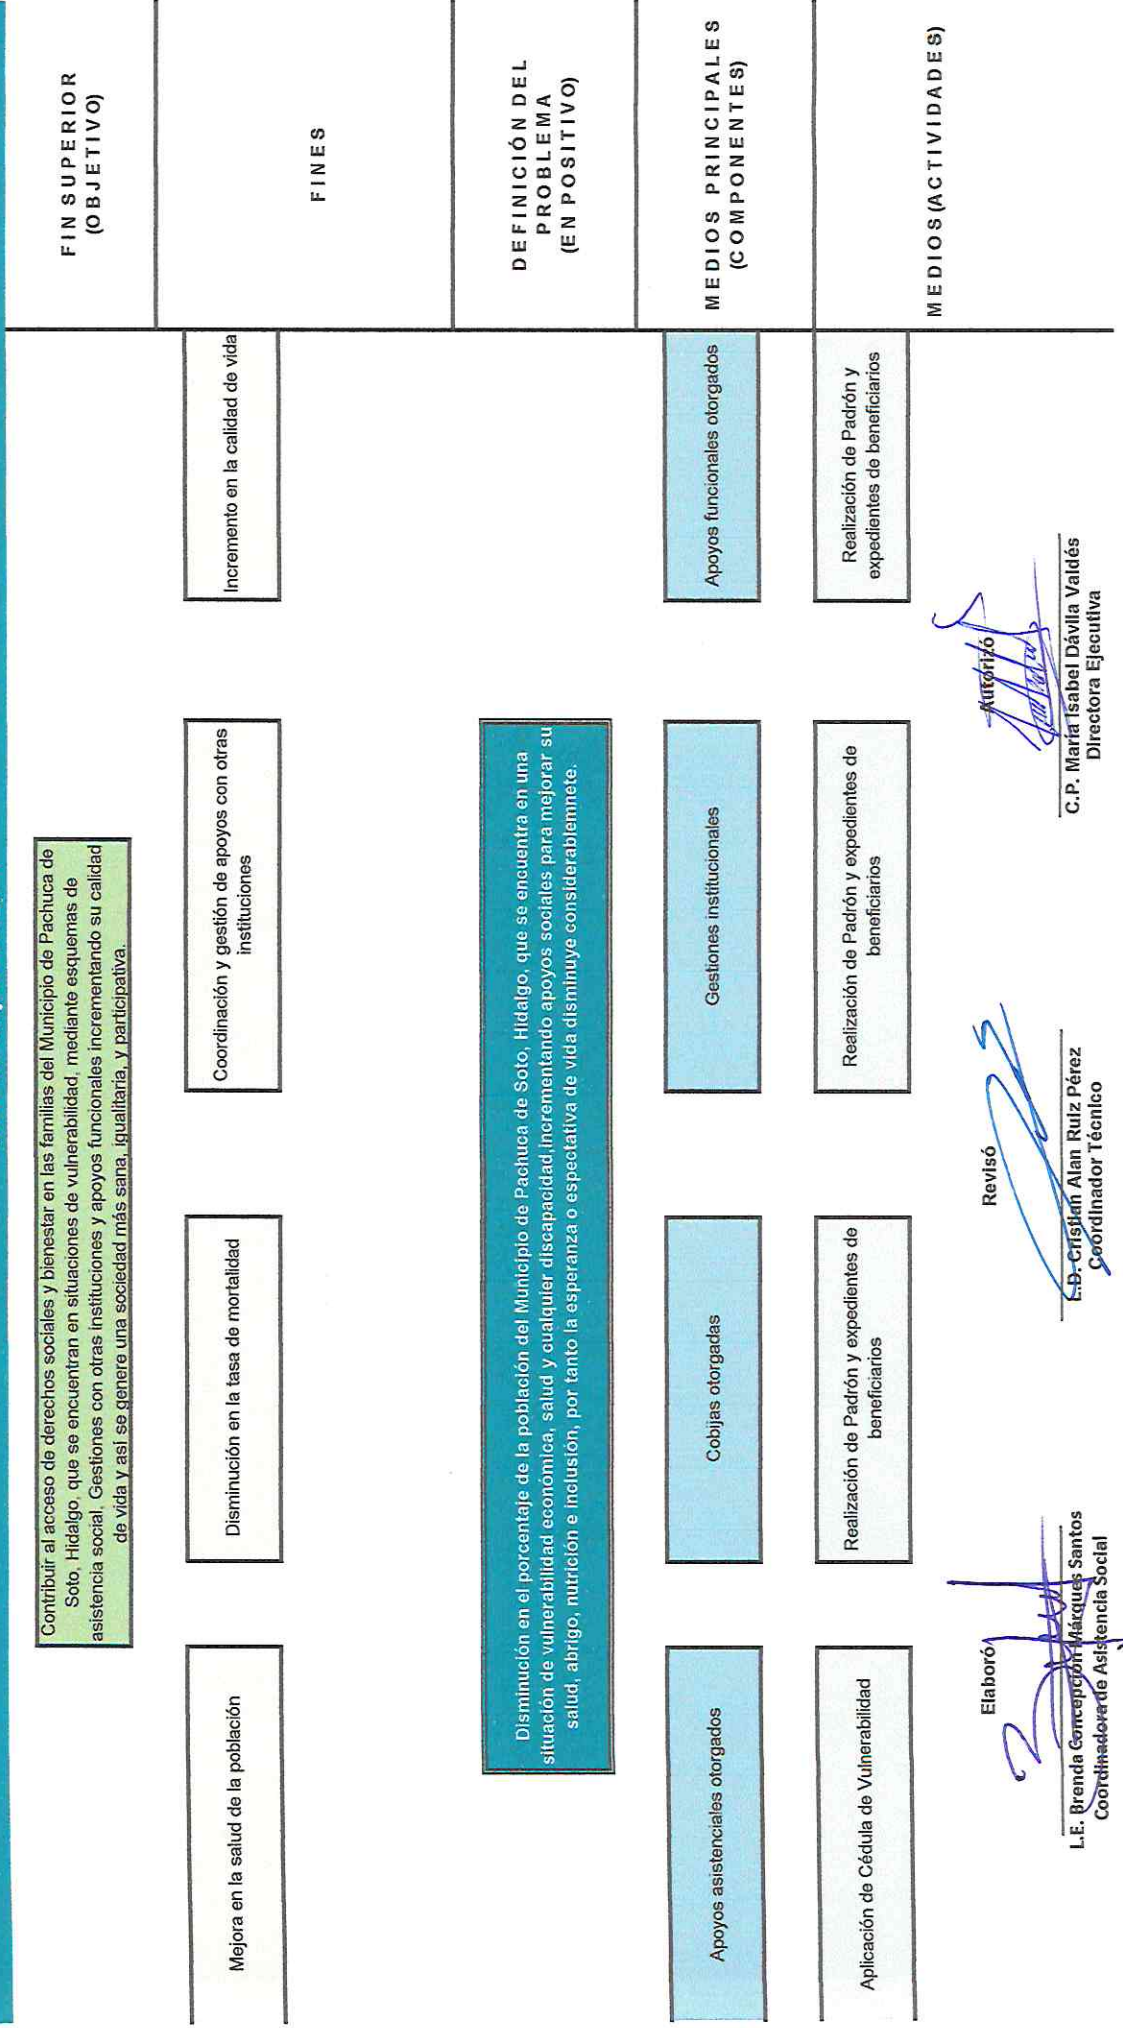 Contribuir al acceso de derechos sociales y bienestar en las familias del Municipio de Pachuca de
Soto, Hidalgo, que se encuentran en situaciones de vulnerabilidad, mediante esquemas de
asistencia social, Gestiones con otras instituciones y apoyos funcionales incrementando su calidad
de vida y así se genere una sociedad más sana, igualitaria, y participativa.
FIN SUPERIOR
(OBJETIVO)
Mejora en la salud de la población
Disminución en la tasa de mortalidad
Coordinación y gestión de apoyos con otras
instituciones
Incremento en la calidad de vida
FINES
Disminución en el porcentaje de la población del Municipio de Pachuca de Soto, Hidalgo, que se encuentra en una
situación de vulnerabilidad económica, salud y cualquier discapacidad,incrementando apoyos sociales para mejorar su
salud, abrigo, nutrición e inclusión, por tanto la esperanza o espectativa de vida disminuye considerablemnete.
DEFINICIÓN DEL
PROBLEMA
(EN POSITIVO)
Apoyos asistenciales otorgados
Cobijas otorgadas
Gestiones institucionales
Apoyos funcionales otorgados
MEDIOS PRINCIPALES
(COMPONENTES)
Aplicación de Cédula de Vulnerabilidad
Realización de Padrón y expedientes de
beneficiarios
Realización de Padrón y expedientes de
beneficiarios
Realización de Padrón y
expedientes de beneficiarios
MEDIOS (ACTIVIDADES)
Elaboró
L.E. Brenda Concepción Márques Santos
Coordinadora de Asistencia Social
Revisó
L.D. Cristian Alan Ruiz Pérez
Coordinador Técnico
Autorizó
C.P. María Isabel Dávila Valdés
Directora Ejecutiva